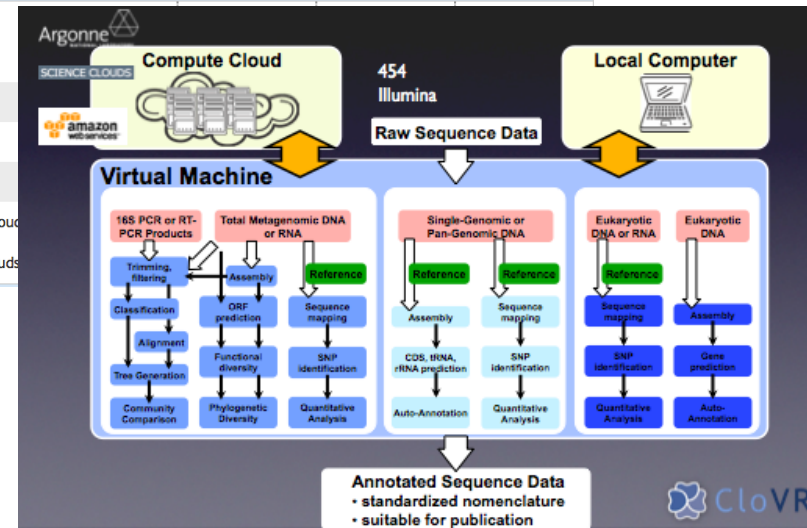 Argonne
NATIONAL LABORATORY
SCIENCE CLOUDS
amazon
webservices
Compute Cloud
454
Illumina
Raw Sequence Data
Local Computer
Virtual Machine
16S PCR or RT-
PCR Products
Total Metagenomic DNA
or RNA
Single-Genomic or
Pan-Genomic DNA
Eukaryotic
DNA or RNA
Eukaryotic
DNA
Trimming,
filtering
Classification
Alignment
Tree Generation
Community
Comparison
Assembly
ORF
prediction
Functional
diversity
Phylogenetic
Diversity
Reference
Sequence
mapping
SNP
identification
Quantitative
Analysis
Reference
Assembly
CDS, tRNA,
rRNA prediction
Auto-Annotation
Reference
Sequence
mapping
SNP
identification
Quantitative
Analysis
Reference
Sequence
mapping
SNP
identification
Quantitative
Analysis
Assembly
Gene
prediction
Auto-
Annotation
Annotated Sequence Data
• standardized nomenclature
• suitable for publication
CloVR